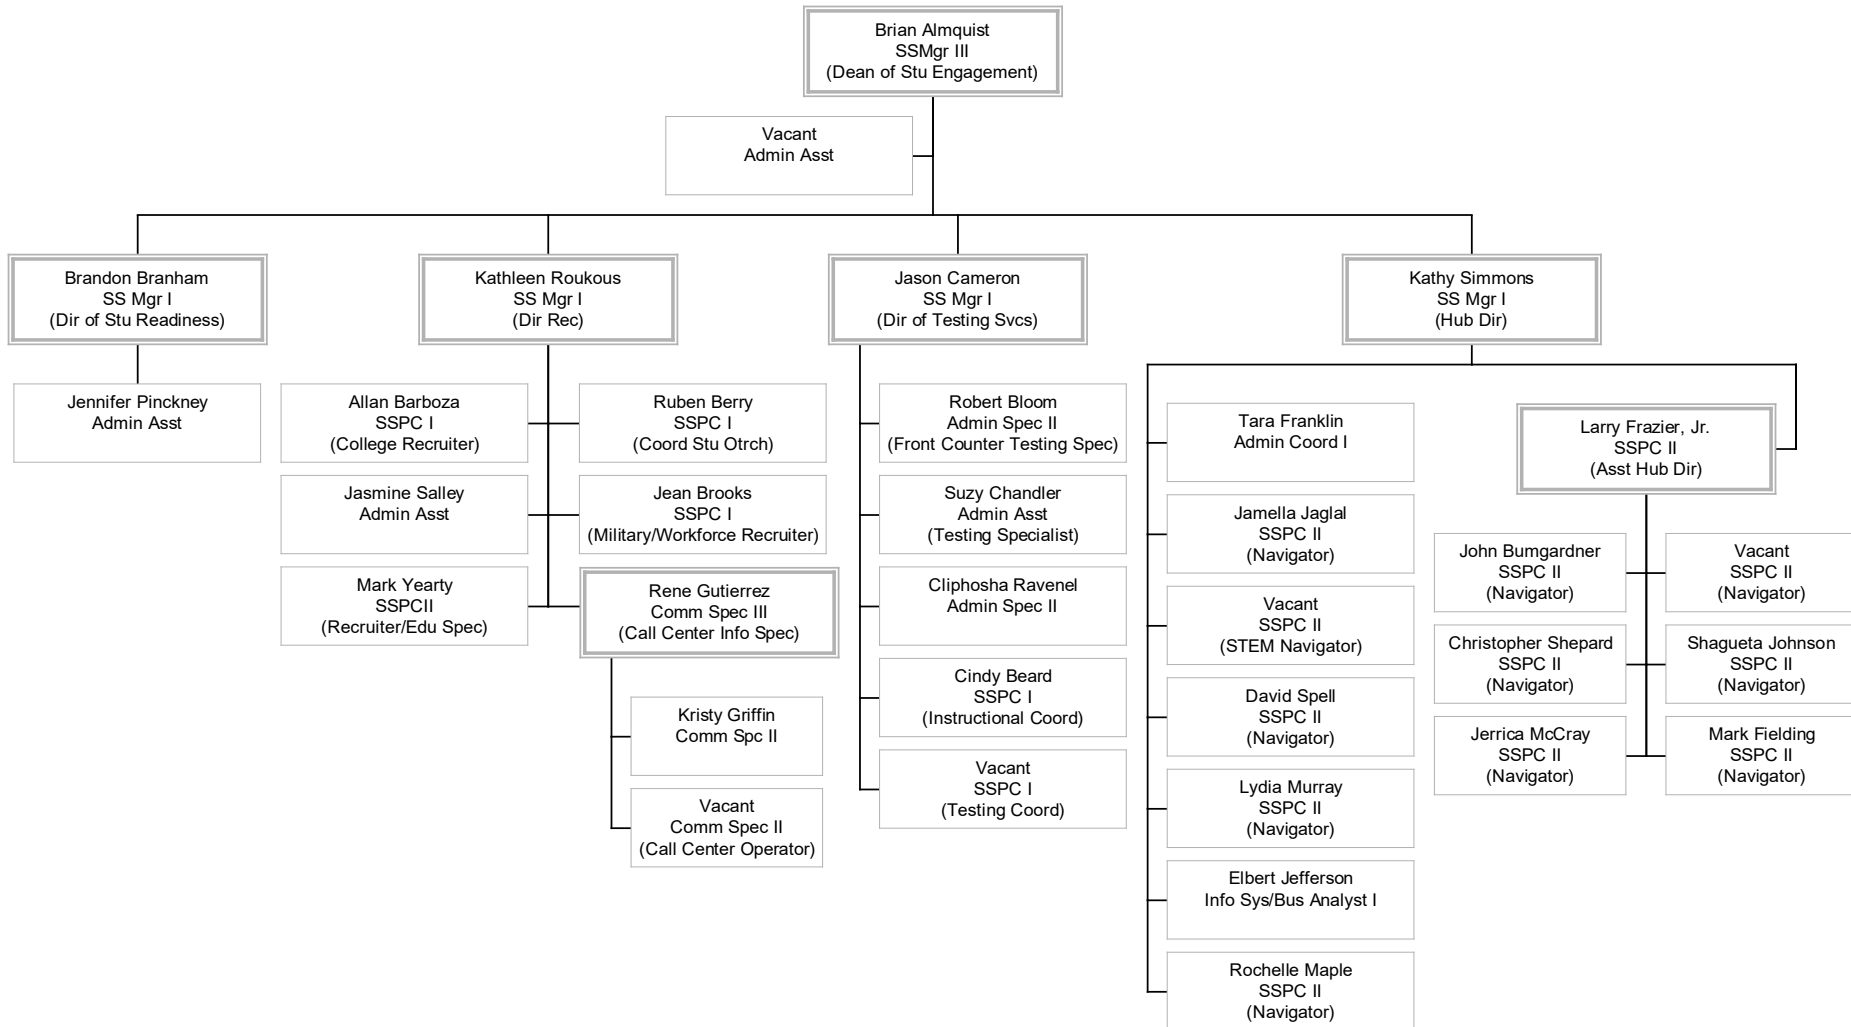 Brian Almquist
SSMgr III
(Dean of Stu Engagement)
Vacant
Admin Asst
Brandon Branham
SS Mgr I
(Dir of Stu Readiness)
Jennifer Pinckney
Admin Asst
Kathleen Roukous
SS Mgr I
(Dir Rec)
Allan Barboza
SSPC I
(College Recruiter)
Ruben Berry
SSPC I
(Coord Stu Otrch)
Jasmine Salley
Admin Asst
Jean Brooks
SSPC I
(Military/Workforce Recruiter)
Mark Yearty
SSPCII
(Recruiter/Edu Spec)
Rene Gutierrez
Comm Spec III
(Call Center Info Spec)
Kristy Griffin
Comm Spc II
Vacant
Comm Spec II
(Call Center Operator)
Jason Cameron
SS Mgr I
(Dir of Testing Svcs)
Robert Bloom
Admin Spec II
(Front Counter Testing Spec)
Suzy Chandler
Admin Asst
(Testing Specialist)
Cliphosha Ravenel
Admin Spec II
Cindy Beard
SSPC I
(Instructional Coord)
Vacant
SSPC I
(Testing Coord)
Kathy Simmons
SS Mgr I
(Hub Dir)
Tara Franklin
Admin Coord I
Jamella Jaglal
SSPC II
(Navigator)
Vacant
SSPC II
(STEM Navigator)
David Spell
SSPC II
(Navigator)
Lydia Murray
SSPC II
(Navigator)
Elbert Jefferson
Info Sys/Bus Analyst I
Rochelle Maple
SSPC II
(Navigator)
Larry Frazier, Jr.
SSPC II
(Asst Hub Dir)
John Bumgardner
SSPC II
(Navigator)
Vacant
SSPC II
(Navigator)
Christopher Shepard
SSPC II
(Navigator)
Shagueta Johnson
SSPC II
(Navigator)
Jerrica McCray
SSPC II
(Navigator)
Mark Fielding
SSPC II
(Navigator)